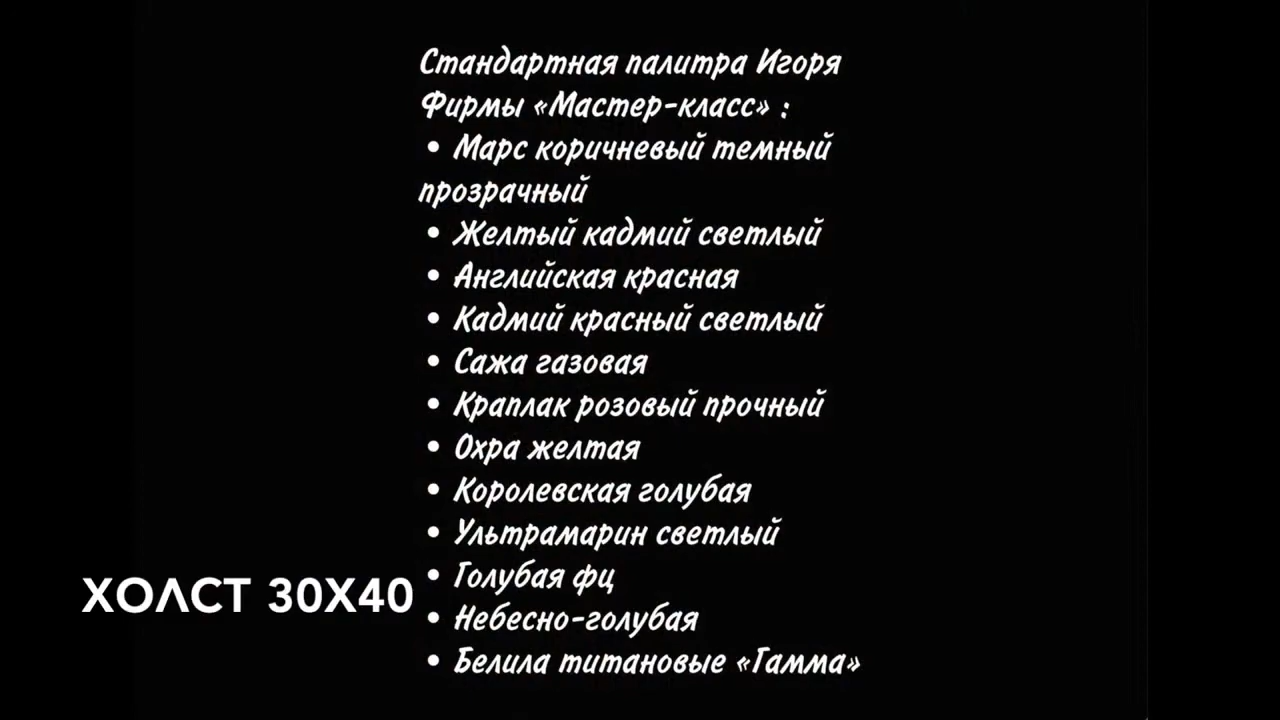 Стандартная палитра Игоря
Фирмы «Мастер-класс» :
• Марс коричневый темный
прозрачный
• Желтый кадмий светлый
• Английская красная
• Кадмий красный светлый
• Сажа газовая
• Краплак розовый прочный
• Охра желтая
• Королевская голубая
• Ультрамарин светлый
• Голубая фц
• Небесно-голубая
• Белила титановые «Гамма»
ХОЛСТ 30Х40